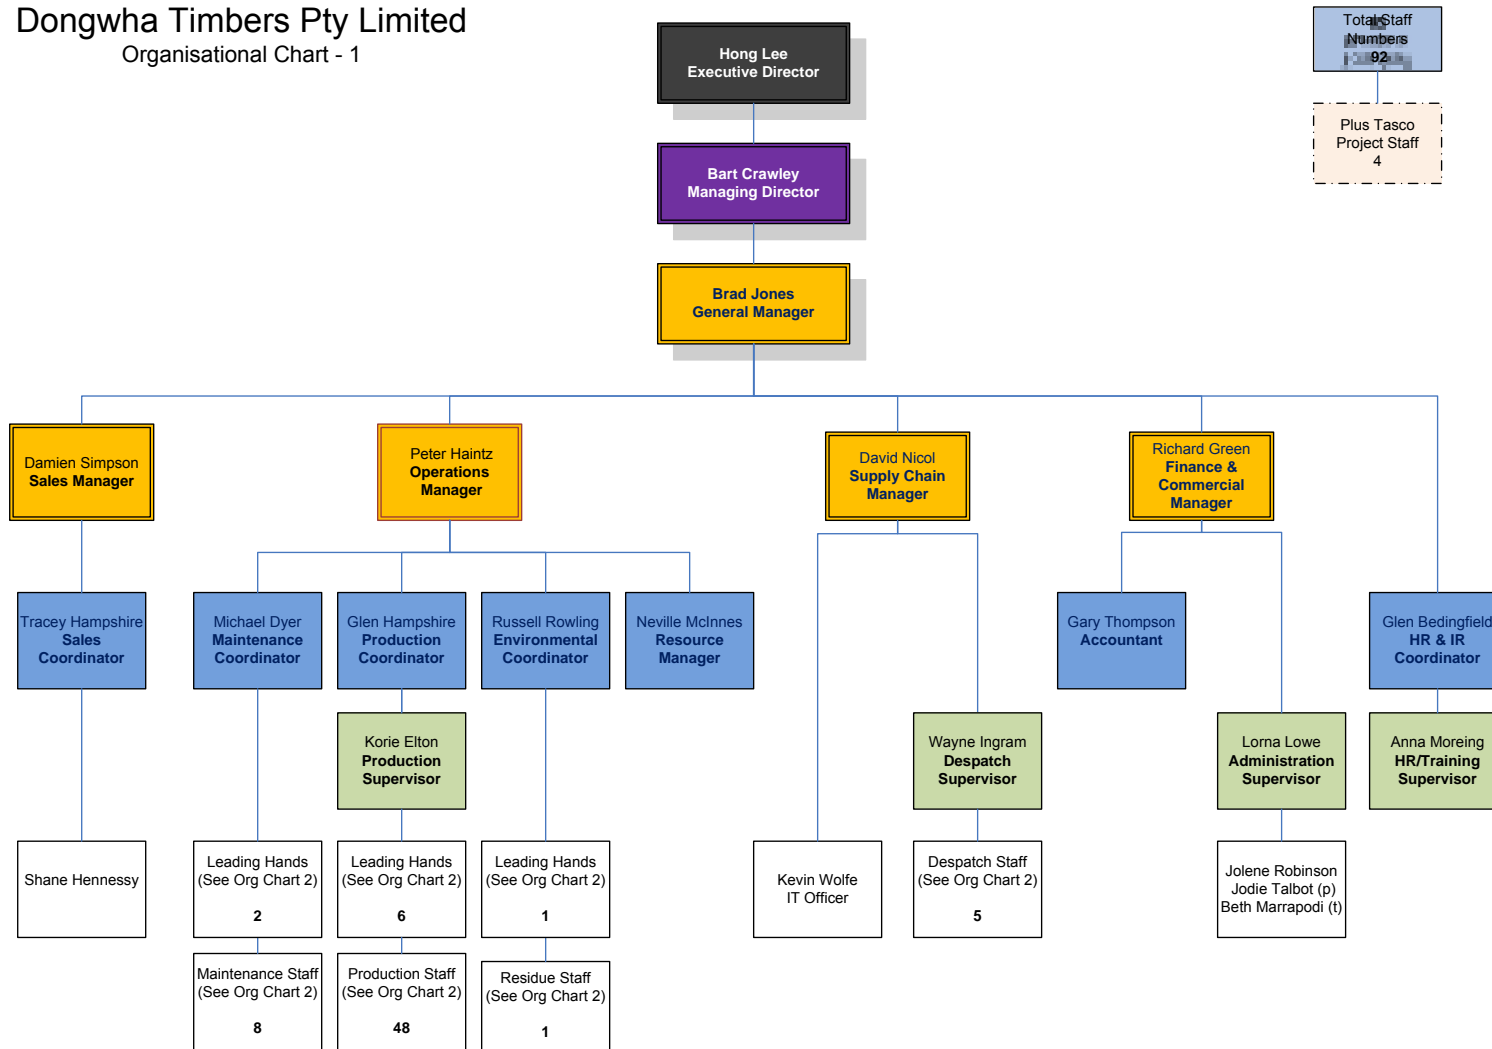 Dongwha Timbers Pty Limited
Organisational Chart - 1
Total Staff
Numbers
92
Plus Tasco
Project Staff
4
Hong Lee
Executive Director
Bart Crawley
Managing Director
Brad Jones
General Manager
Damien Simpson
Sales Manager
Peter Haintz
Operations
Manager
David Nicol
Supply Chain
Manager
Richard Green
Finance &
Commercial
Manager
Tracey Hampshire
Sales
Coordinator
Michael Dyer
Maintenance
Coordinator
Glen Hampshire
Production
Coordinator
Russell Rowling
Environmental
Coordinator
Neville McInnes
Resource
Manager
Gary Thompson
Accountant
Glen Bedingfield
HR & IR
Coordinator
Korie Elton
Production
Supervisor
Wayne Ingram
Despatch
Supervisor
Lorna Lowe
Administration
Supervisor
Anna Moreing
HR/Training
Supervisor
Shane Hennessy
Leading Hands
(See Org Chart 2)
2
Leading Hands
(See Org Chart 2)
6
Leading Hands
(See Org Chart 2)
1
Kevin Wolfe
IT Officer
Despatch Staff
(See Org Chart 2)
5
Jolene Robinson
Jodie Talbot (p)
Beth Marrapodi (t)
Maintenance Staff
(See Org Chart 2)
8
Production Staff
(See Org Chart 2)
48
Residue Staff
(See Org Chart 2)
1